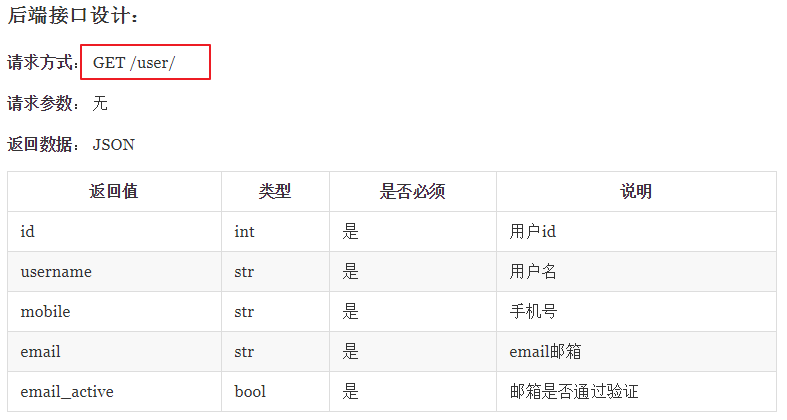 后端接口设计：
请求方式： GET /user/
请求参数： 无
返回数据： JSON
返回值 类型 是否必须 说明
id int 是 用户id
username str 是 用户名
mobile str 是 手机号
email str 是 email邮箱
email_active bool 是 邮箱是否通过验证